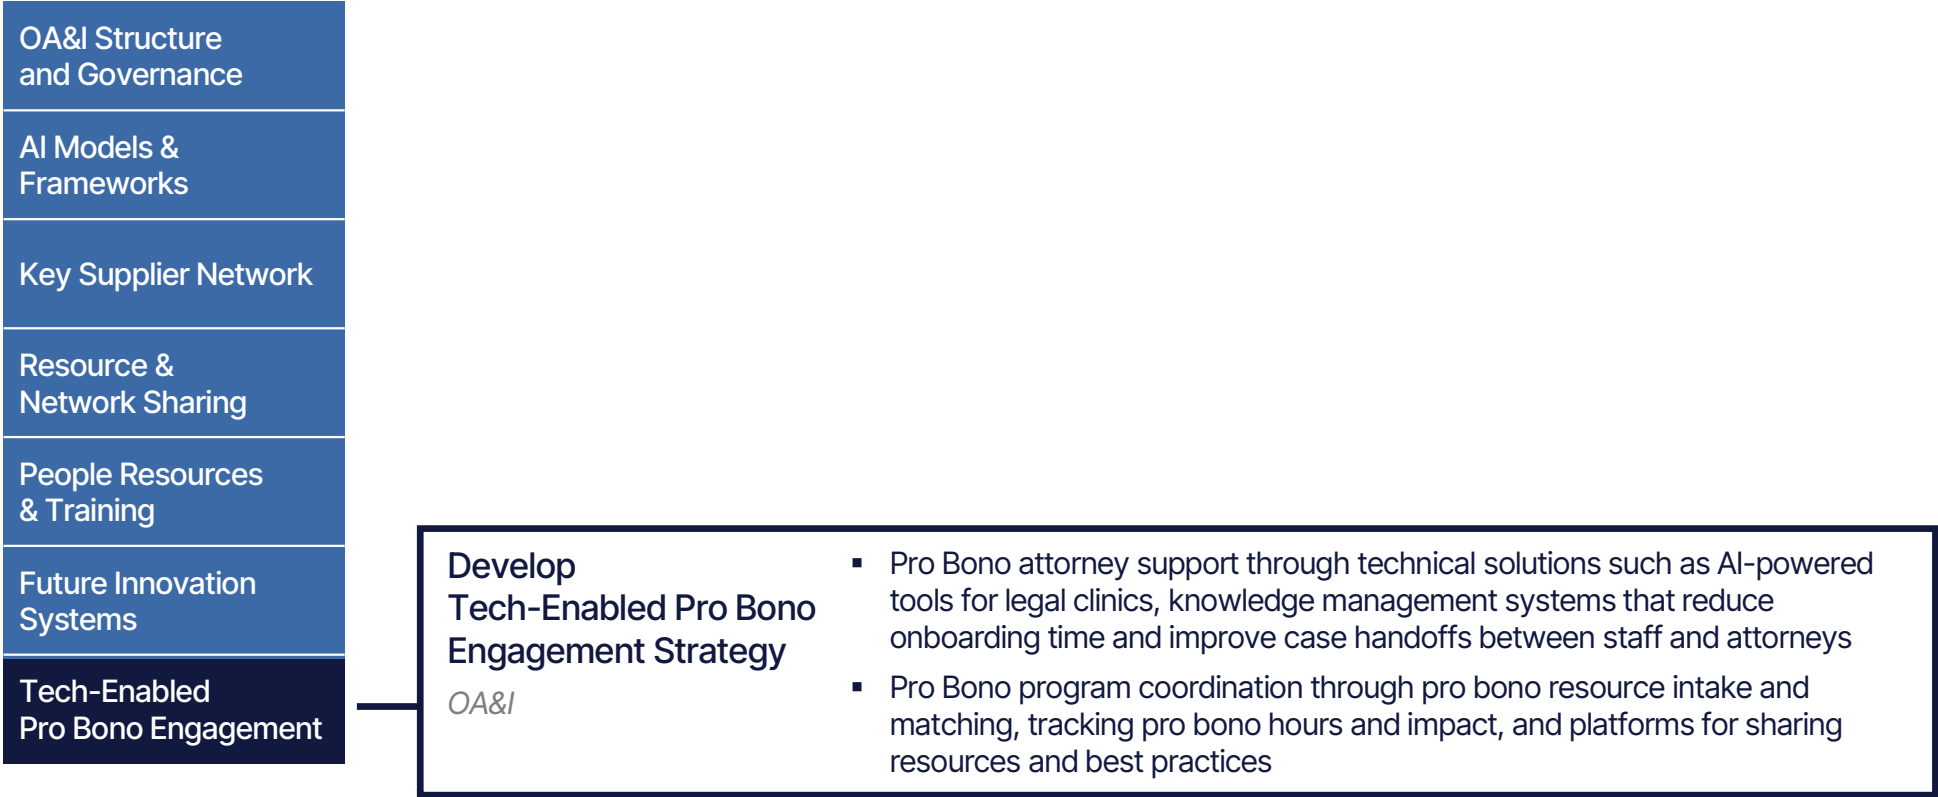 OA&I Structure
and Governance
AI Models &
Frameworks
Key Supplier Network
Resource &
Network Sharing
People Resources
& Training
Future Innovation
Systems
Tech-Enabled
Pro Bono Engagement
Develop
Tech-Enabled Pro Bono
Engagement Strategy
OA&I
▪ Pro Bono attorney support through technical solutions such as AI-powered
tools for legal clinics, knowledge management systems that reduce
onboarding time and improve case handoffs between staff and attorneys
▪ Pro Bono program coordination through pro bono resource intake and
matching, tracking pro bono hours and impact, and platforms for sharing
resources and best practices